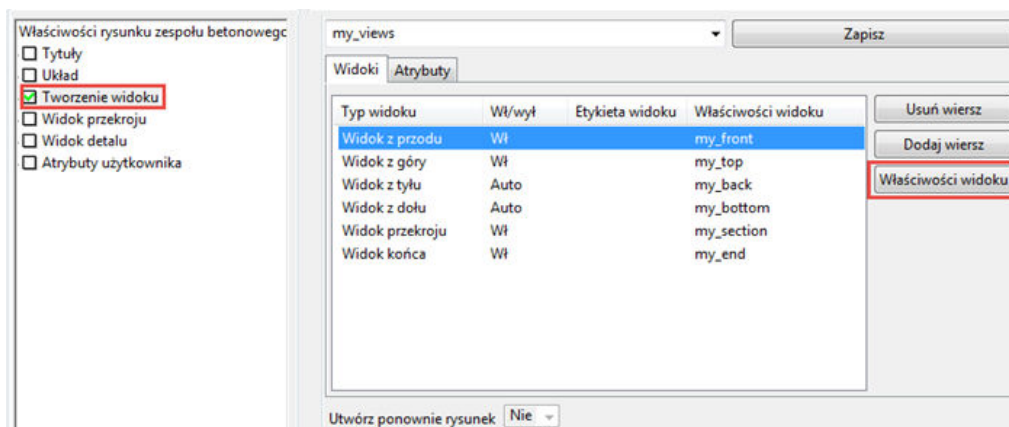 Właściwości rysunku zespołu betonowego
Tytuły
Układ
Tworzenie widoku
Widok przekroju
Widok detalu
Atrybuty użytkownika
my_views
Zapisz
Widoki Atrybuty
Typ widoku Wł/wył Etykieta widoku Właściwości widoku
Widok z przodu Wł my_front
Widok z góry Wł my_top
Widok z tyłu Auto my_back
Widok z dołu Auto my_bottom
Widok przekroju Wł my_section
Widok końca Wł my_end
Usuń wiersz
Dodaj wiersz
Właściwości widoku
Utwórz ponownie rysunek Nie